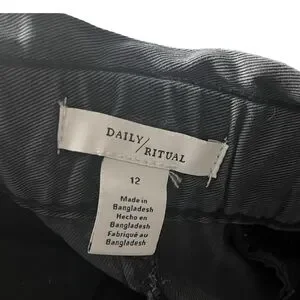 DAILY/
RITUAL
12
Made in
Bangladesh
Hecho en
Bangladesh
Fabriqué au
Bangladesh